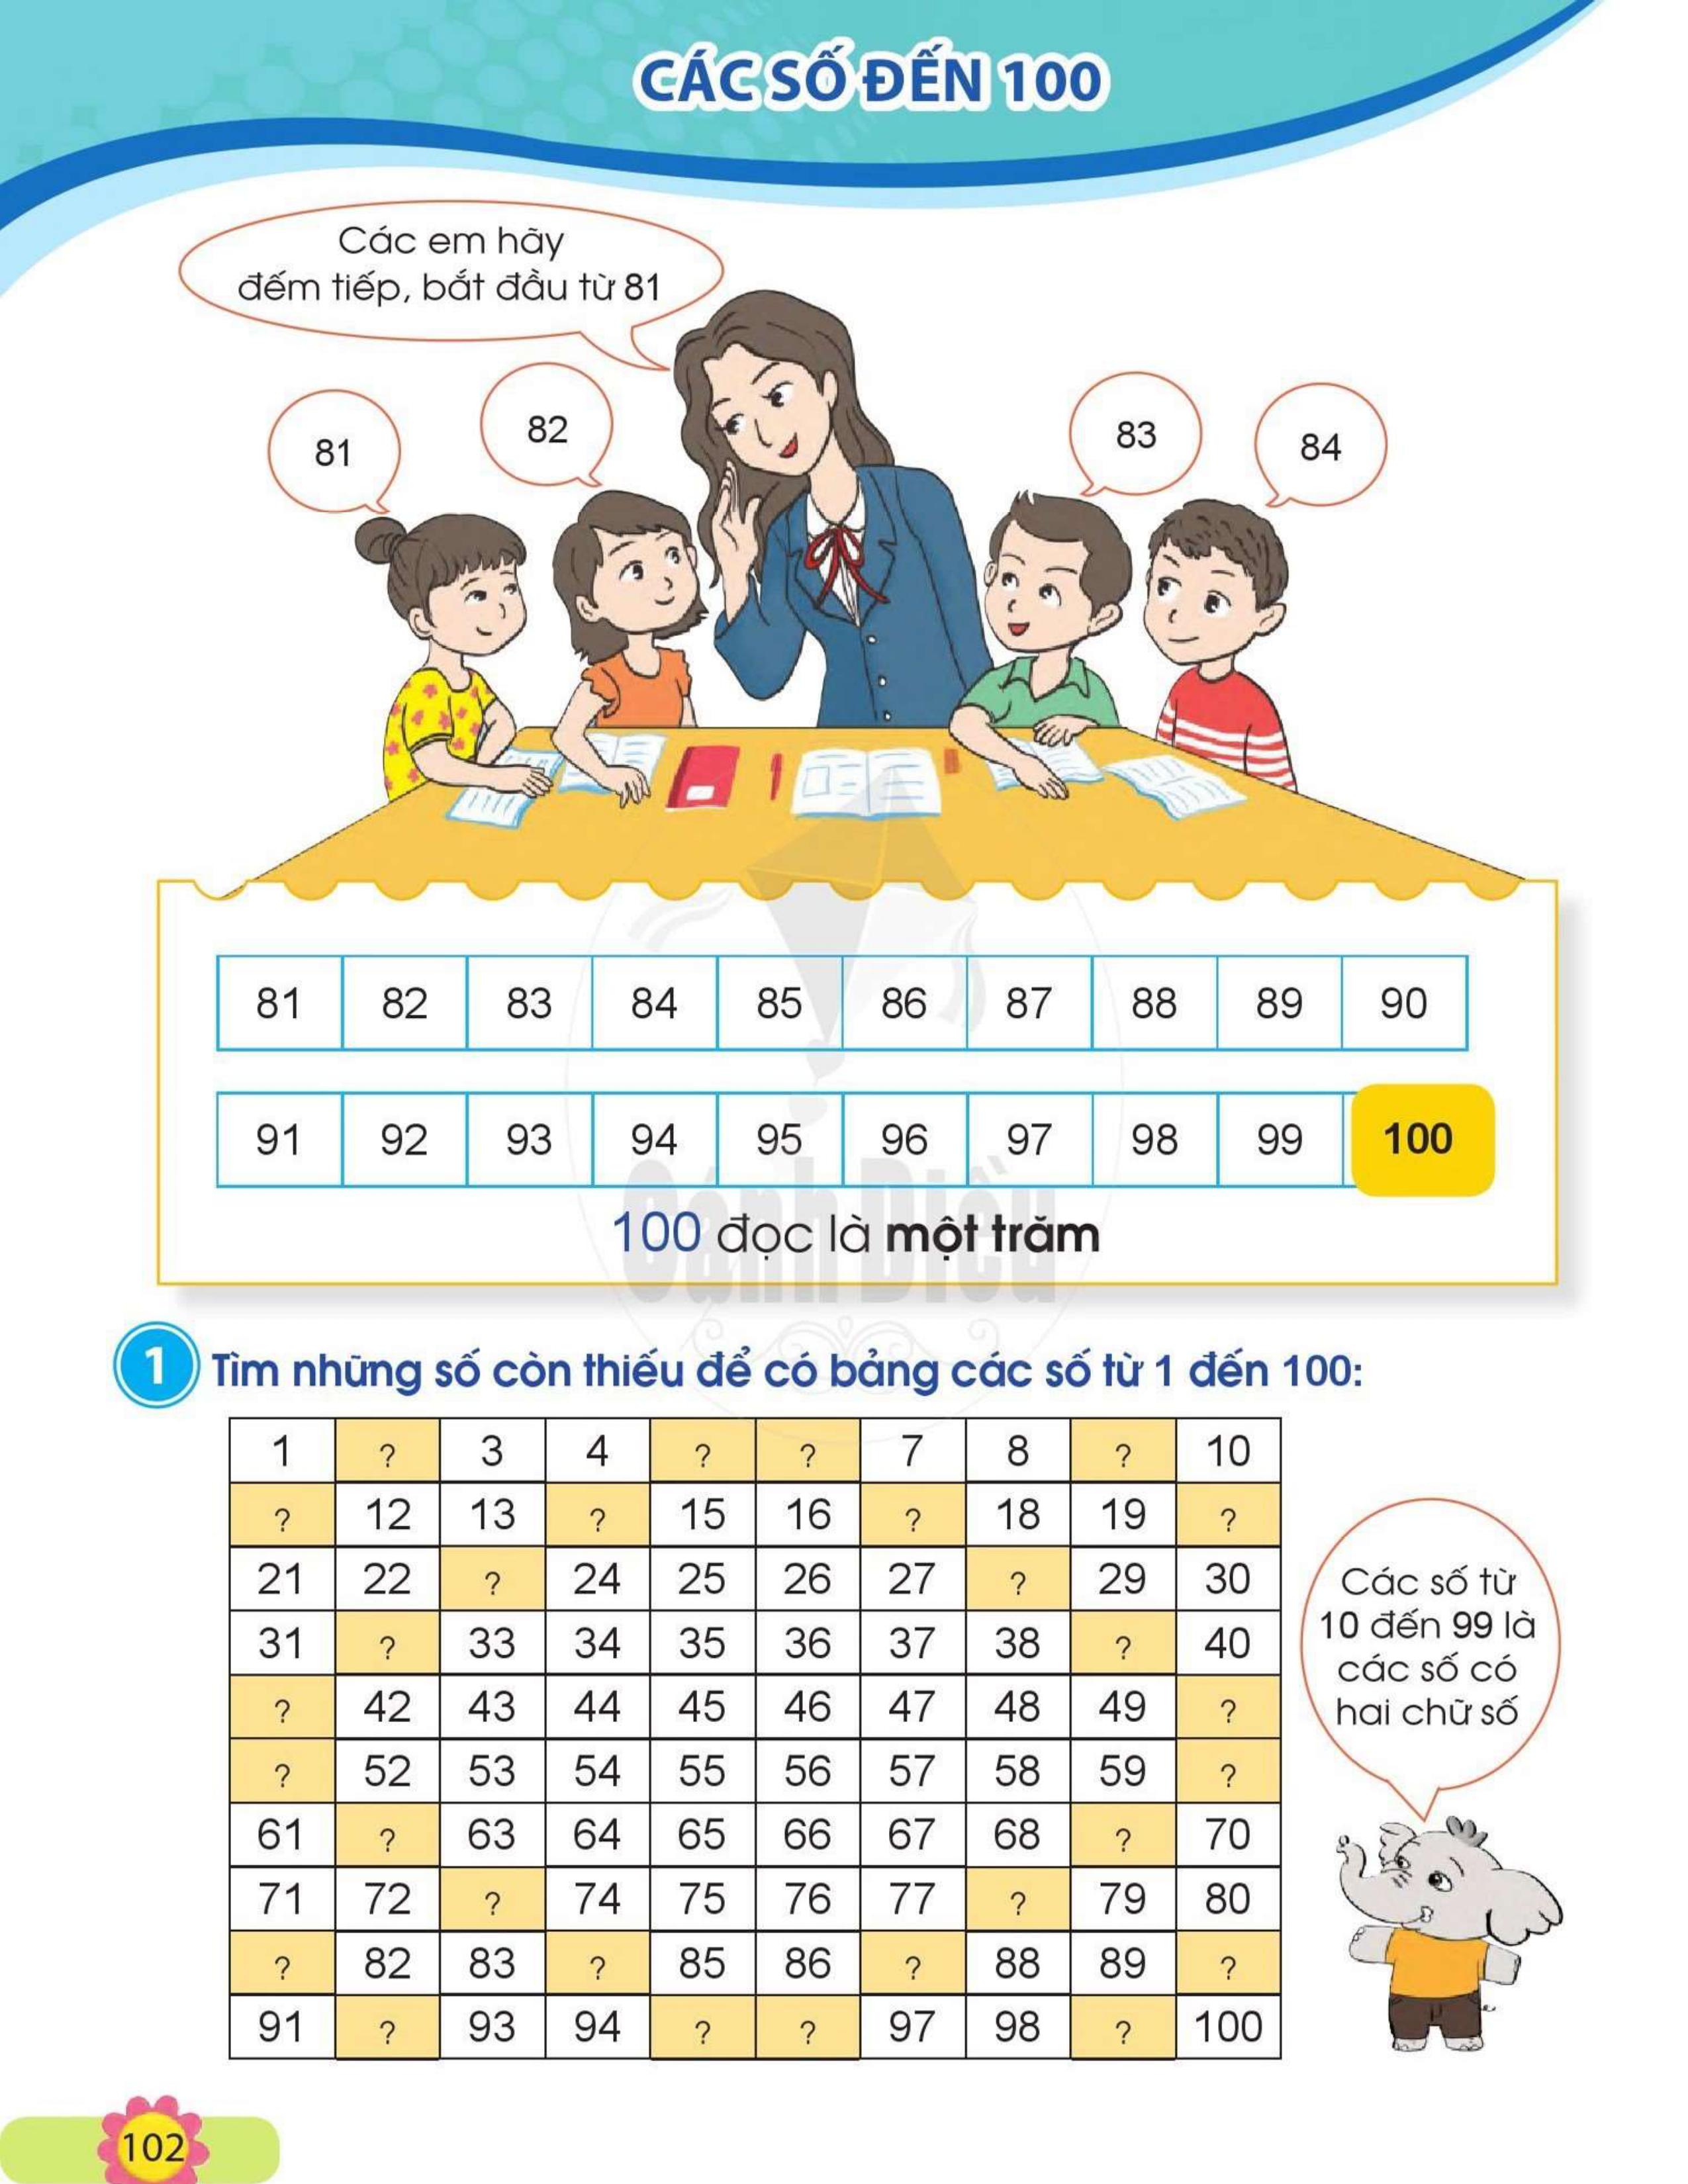 CÁC SỐ ĐẾN 100
Các em hãy
đếm tiếp, bắt đầu từ 81
81
82
83
84
81 82 83 84 85 86 87 88 89 90
91 92 93 94 95 96 97 98 99 100
Cánh Diều
100 đọc là một trăm
1 Tìm những số còn thiếu để có bảng các số từ 1 đến 100:
1 ? 3 4 ? ? 7 8 ? 10
? 12 13 ? 15 16 ? 18 19 ?
21 22 ? 24 25 26 27 ? 29 30
31 ? 33 34 35 36 37 38 ? 40
? 42 43 44 45 46 47 48 49 ?
? 52 53 54 55 56 57 58 59 ?
61 ? 63 64 65 66 67 68 ? 70
71 72 ? 74 75 76 77 ? 79 80
? 82 83 ? 85 86 ? 88 89 ?
91 ? 93 94 ? ? 97 98 ? 100
Các số từ
10 đến 99 là
các số có
hai chữ số
102